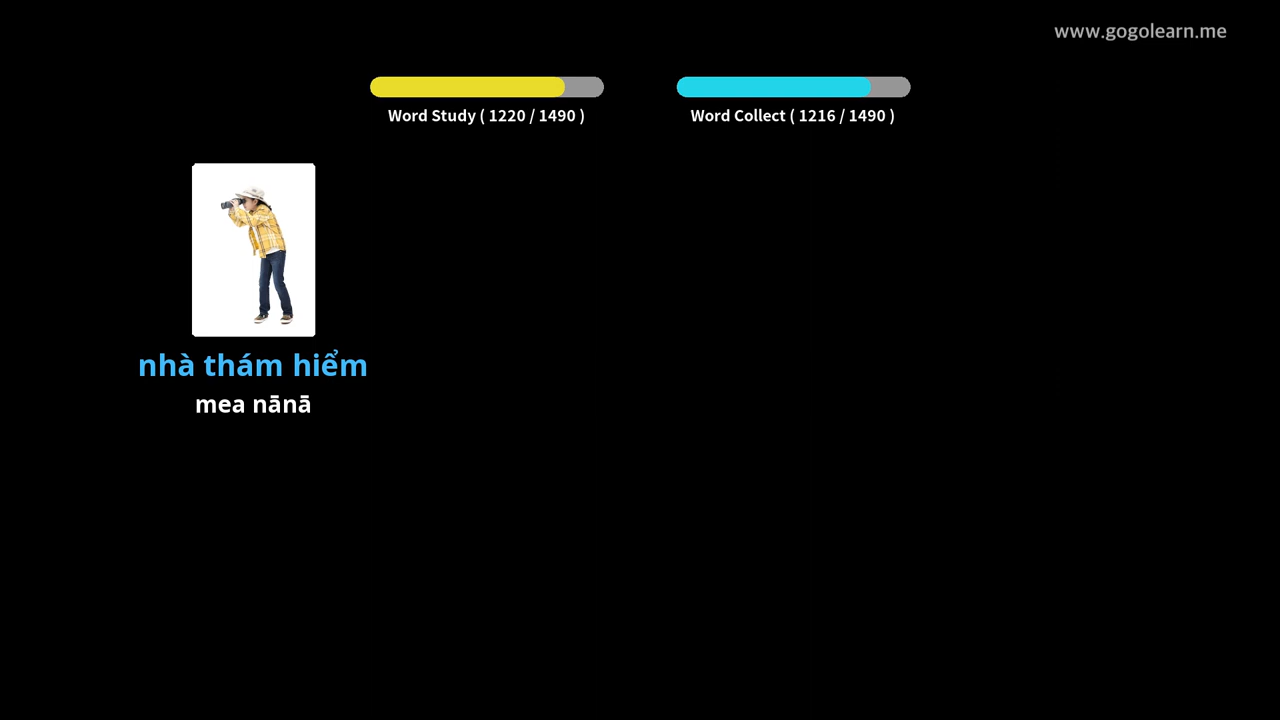 www.gogolearn.me
Word Study ( 1220 / 1490 )
Word Collect ( 1216 / 1490 )
nhà thám hiểm
mea nānā